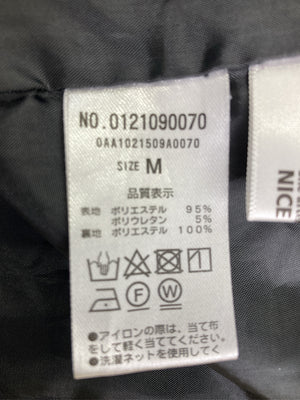 NO.0121090070
OAA1021509A0070
SIZE M
品質表示
表地 ポリエステル 95%
ポリウレタン 5%
裏地 ポリエステル 100%
●アイロンの際は、当て布
をして軽く当ててください。
●洗濯ネットを使用して
NICE